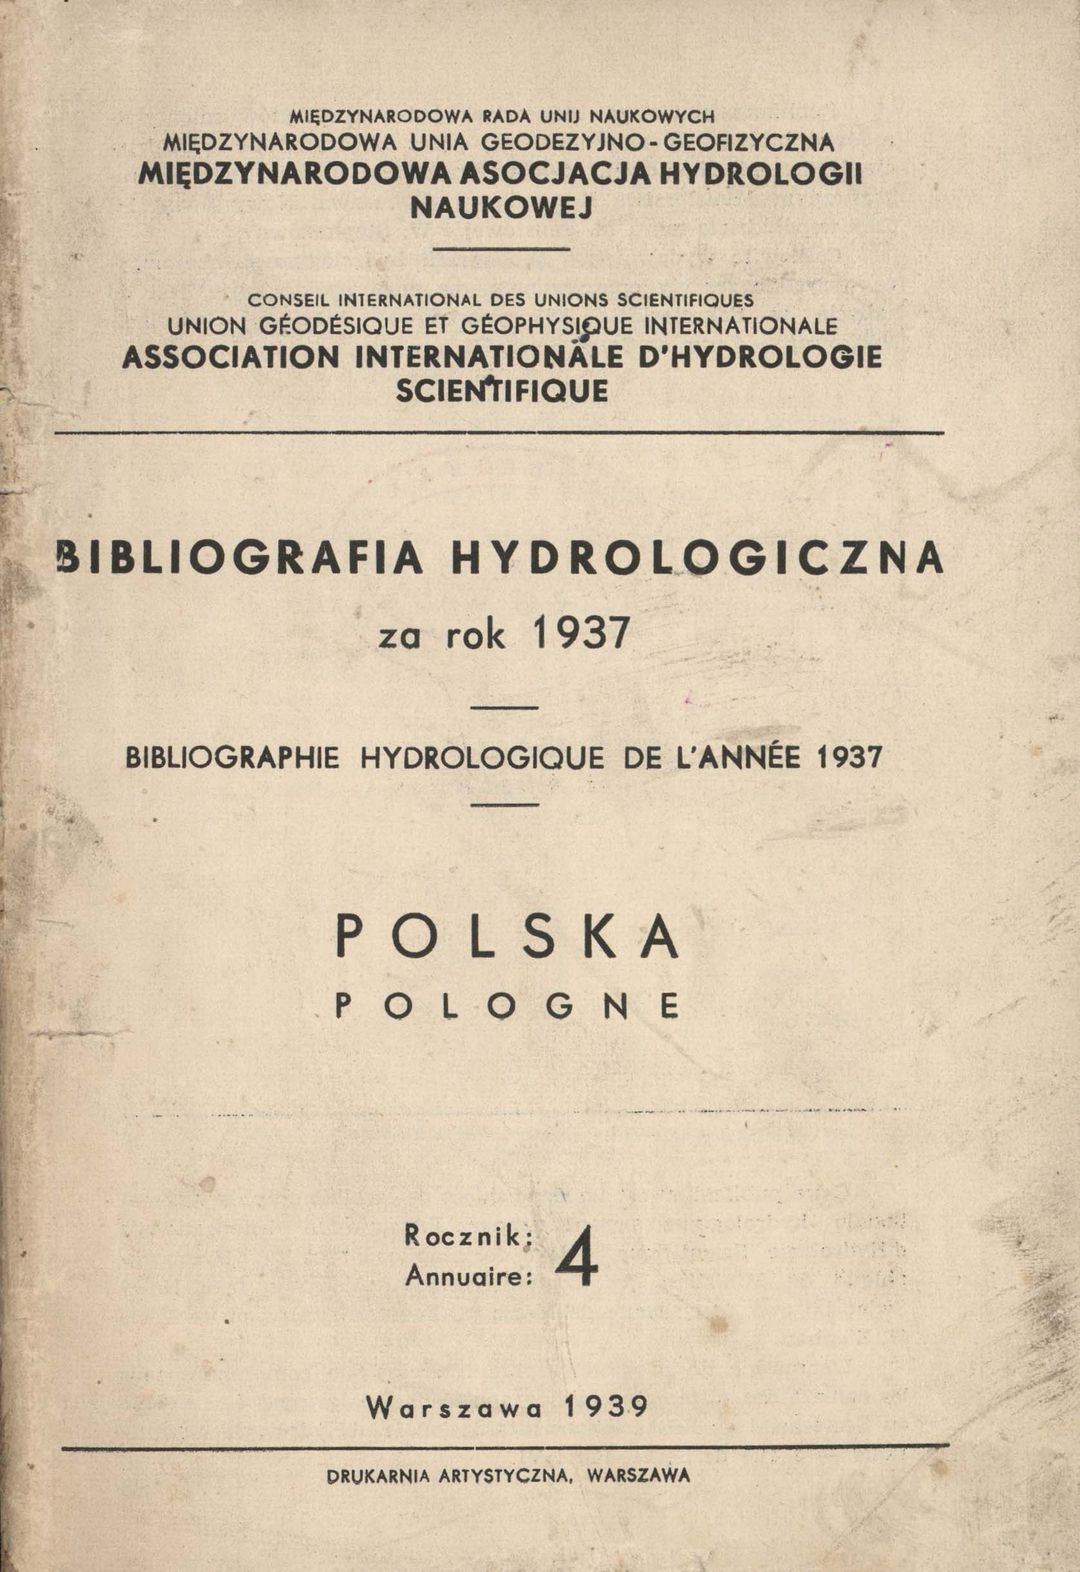 MIĘDZYNARODOWA RADA UNIJ NAUKOWYCH
MIĘDZYNARODOWA UNIA GEODEZYJNO-GEOFIZYCZNA
MIĘDZYNARODOWA ASOCJACJA HYDROLOGII
NAUKOWEJ
CONSEIL INTERNATIONAL DES UNIONS SCIENTIFIQUES
UNION GÉODÉSIQUE ET GÉOPHYSIQUE INTERNATIONALE
ASSOCIATION INTERNATIONALE D'HYDROLOGIE
SCIENTIFIQUE
BIBLIOGRAFIA HYDROLOGICZNA
za rok 1937
BIBLIOGRAPHIE HYDROLOGIQUE DE L'ANNÉE 1937
POLSKA
POLOGNE
Rocznik: 4
Annuaire:
Warszawa 1939
DRUKARNIA ARTYSTYCZNA, WARSZAWA